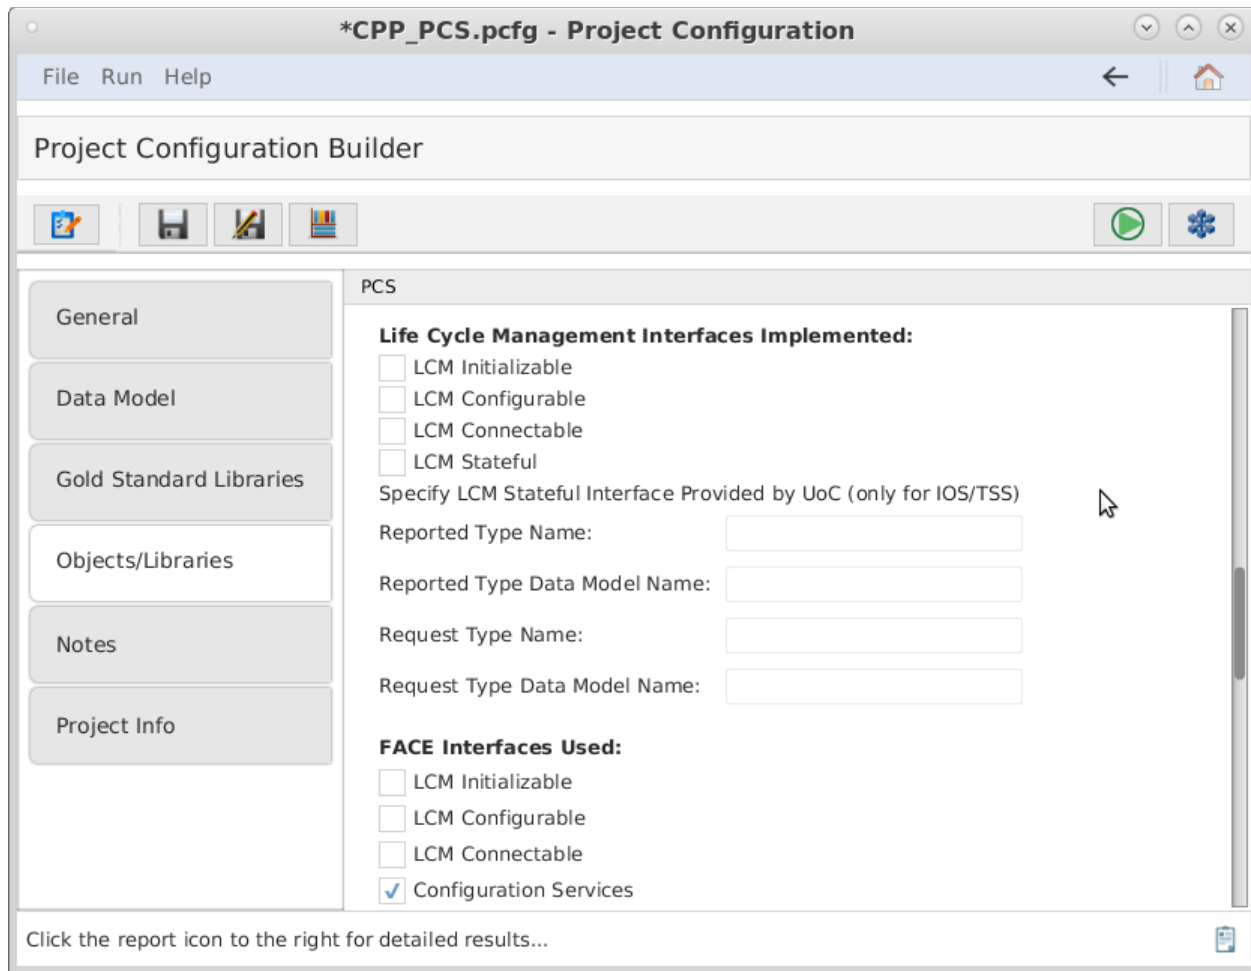 *CPP_PCS.pcfg - Project Configuration
File Run Help
Project Configuration Builder
General
Data Model
Gold Standard Libraries
Objects/Libraries
Notes
Project Info
PCS
Life Cycle Management Interfaces Implemented:
LCM Initializable
LCM Configurable
LCM Connectable
LCM Stateful
Specify LCM Stateful Interface Provided by UoC (only for IOS/TSS)
Reported Type Name:
Reported Type Data Model Name:
Request Type Name:
Request Type Data Model Name:
FACE Interfaces Used:
LCM Initializable
LCM Configurable
LCM Connectable
Configuration Services
Click the report icon to the right for detailed results...